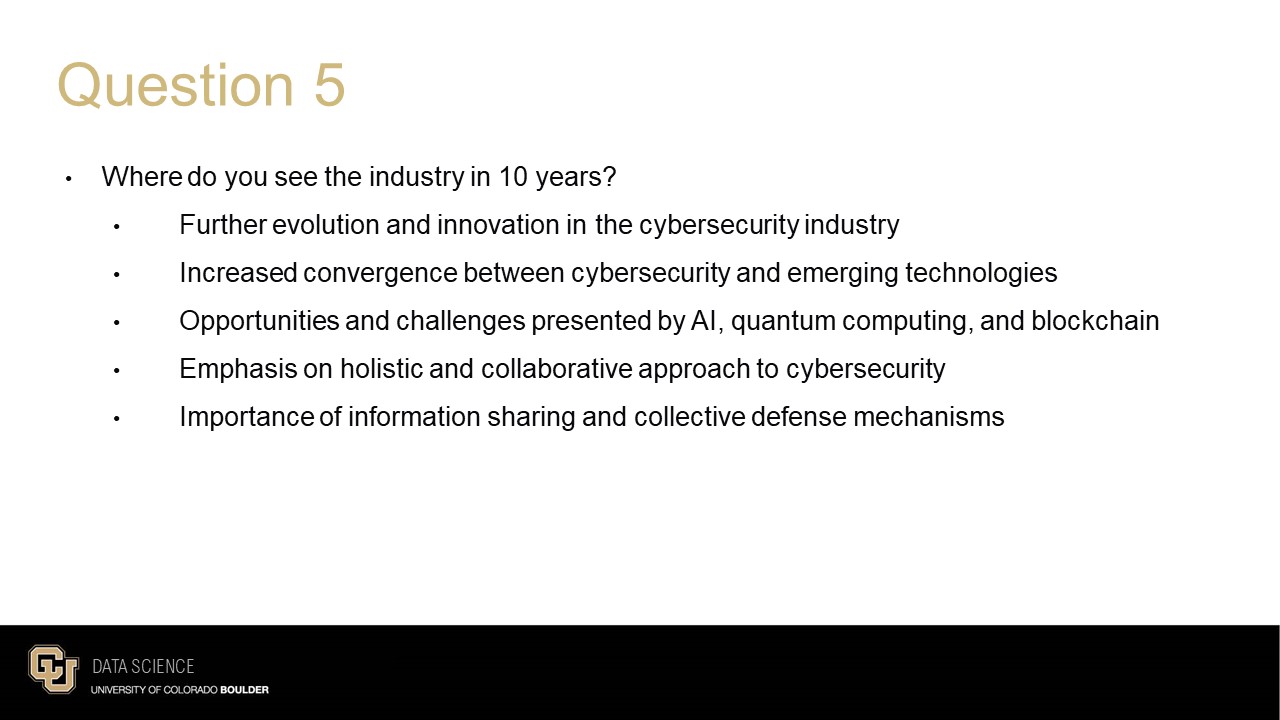 Question 5
• Where do you see the industry in 10 years?
• Further evolution and innovation in the cybersecurity industry
• Increased convergence between cybersecurity and emerging technologies
• Opportunities and challenges presented by AI, quantum computing, and blockchain
• Emphasis on holistic and collaborative approach to cybersecurity
• Importance of information sharing and collective defense mechanisms
CU
DATA SCIENCE
UNIVERSITY OF COLORADO BOULDER